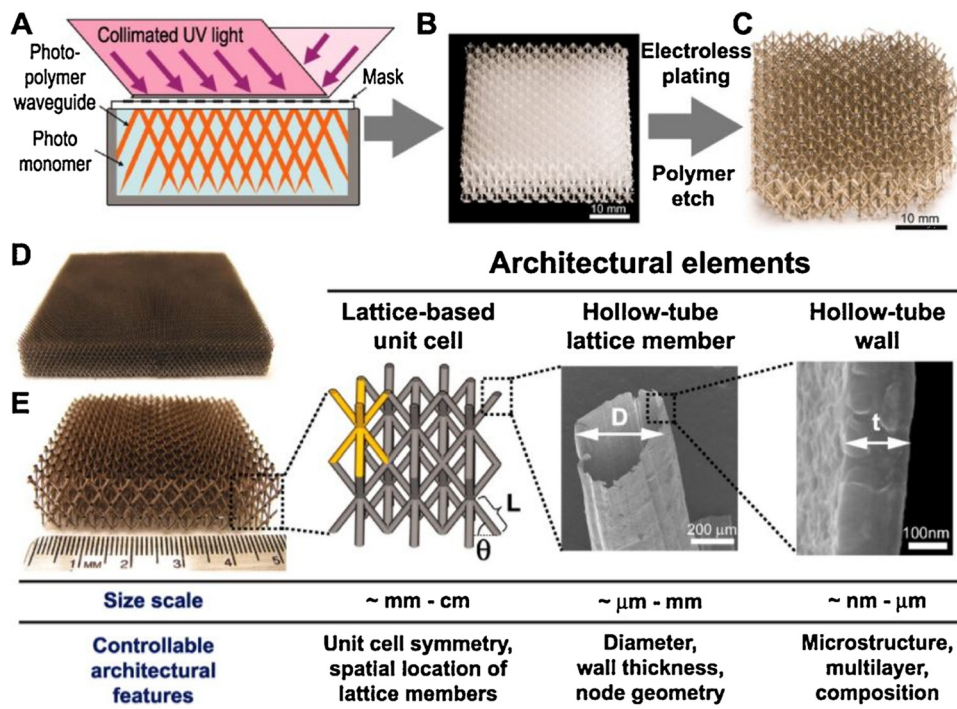 A
Collimated UV light
Photo-
polymer
waveguide
Photo
monomer
Mask
B
10 mm
Electroless
plating
Polymer
etch
C
10 mm
D
E
1 MM 2 3 4 5
Architectural elements
Lattice-based
unit cell
Hollow-tube
lattice member
Hollow-tube
wall
L
θ
D
200 μm
t
100nm
Size scale
~ mm - cm
~ μm - mm
~ nm - μm
Controllable
architectural
features
Unit cell symmetry,
spatial location of
lattice members
Diameter,
wall thickness,
node geometry
Microstructure,
multilayer,
composition